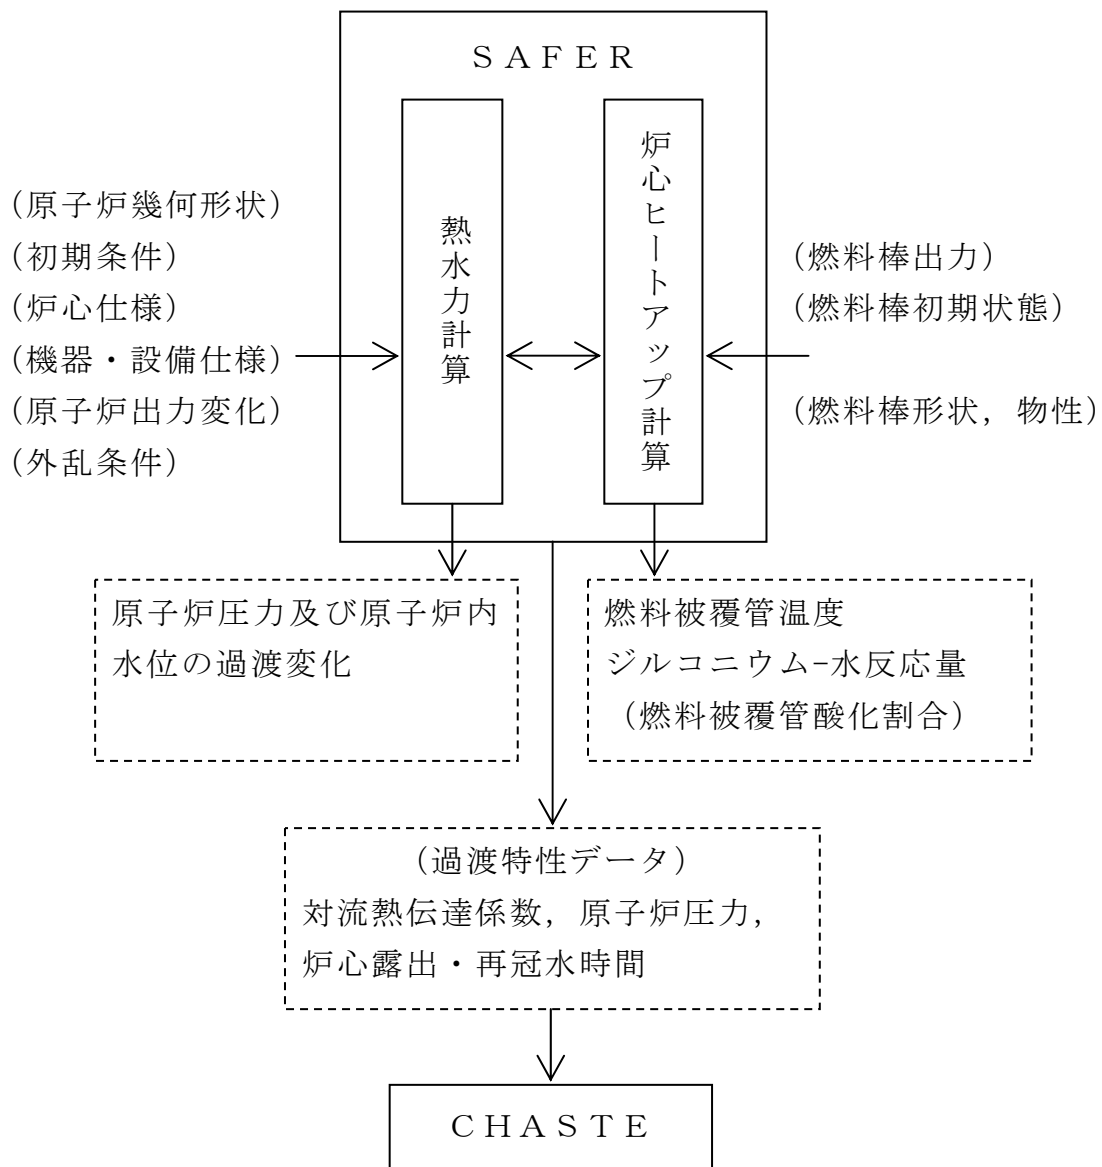 SAFER
(原子炉幾何形状)
(初期条件)
(炉心仕様)
(機器・設備仕様)
(原子炉出力変化)
(外乱条件)
熱水力計算
炉心ヒートアップ計算
(燃料棒出力)
(燃料棒初期状態)
(燃料棒形状，物性)
原子炉圧力及び原子炉内
水位の過渡変化
燃料被覆管温度
ジルコニウム−水反応量
(燃料被覆管酸化割合)
(過渡特性データ)
対流熱伝達係数，原子炉圧力，
炉心露出・再冠水時間
CHASTE